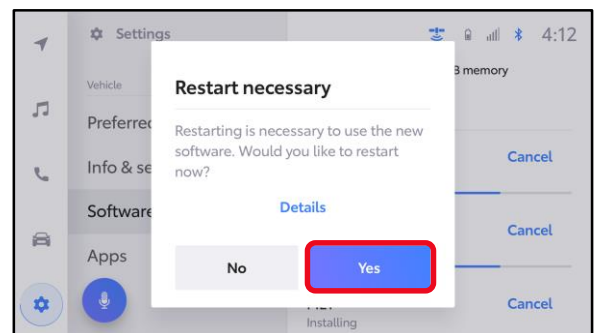 Settings
4:12
Vehicle
B memory
Restart necessary
Preferred
Restarting is necessary to use the new
software. Would you like to restart
now?
Info & se
Cancel
Details
Software
Cancel
Apps
No
Yes
Cancel
Installing